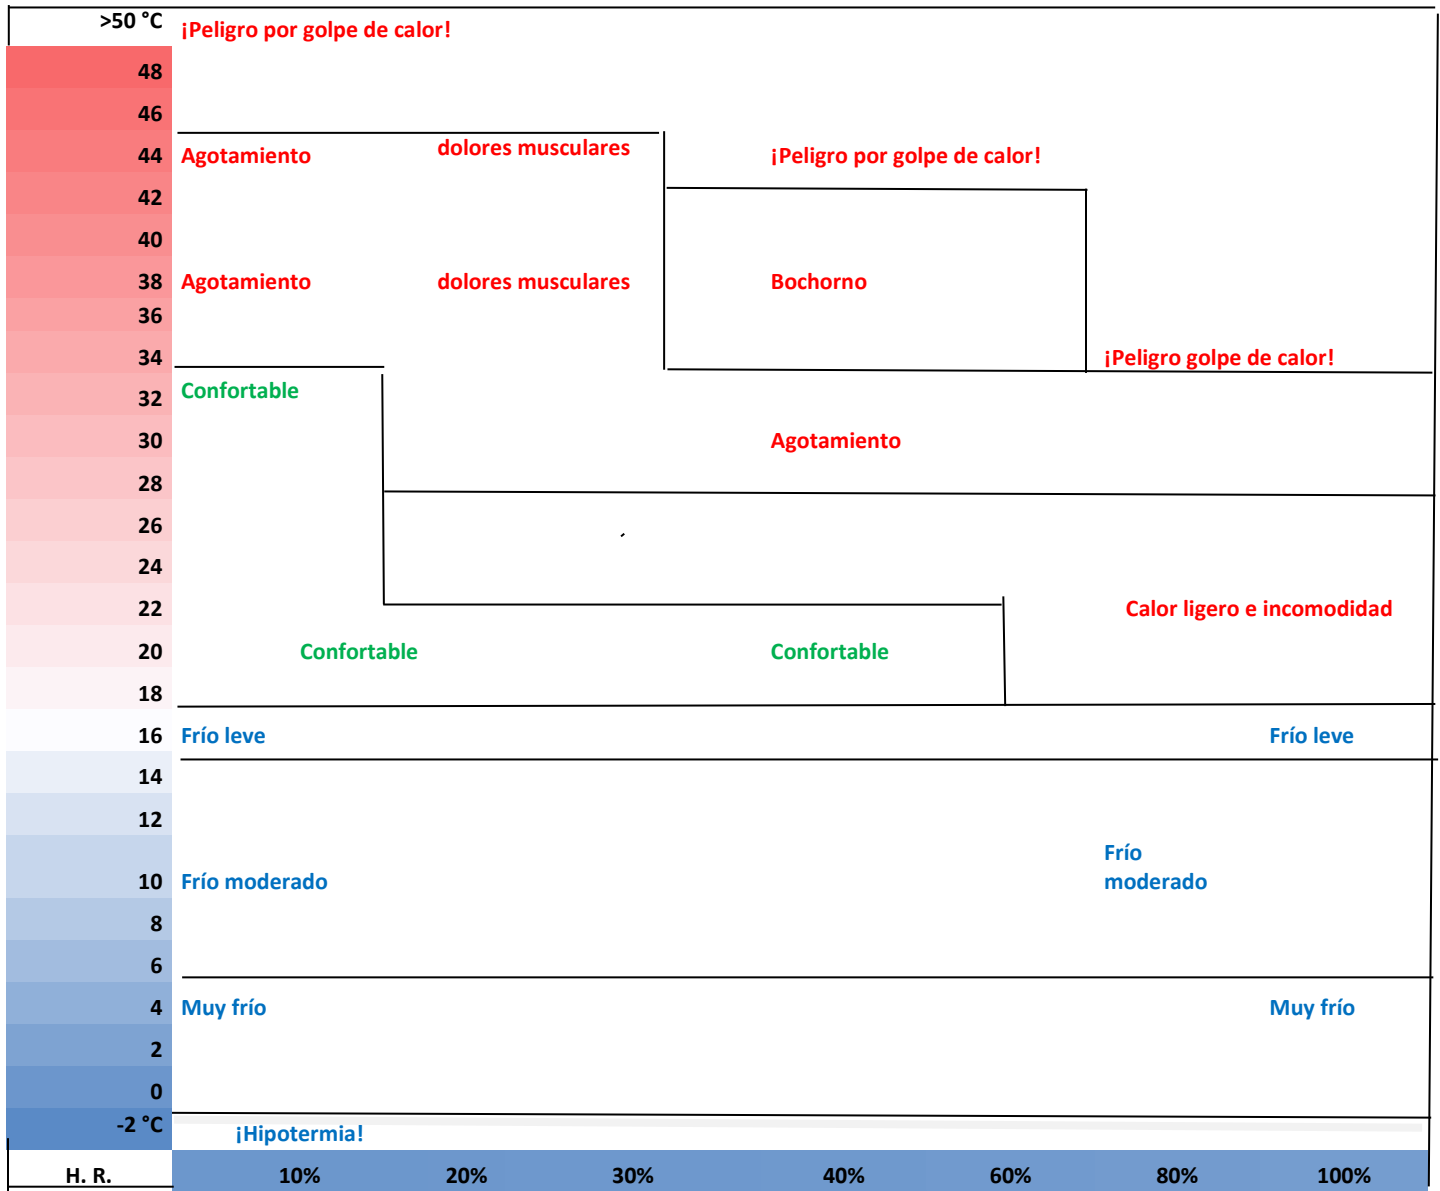 >50 °C
¡Peligro por golpe de calor!
48
46
44 Agotamiento dolores musculares ¡Peligro por golpe de calor!
42
40
38 Agotamiento dolores musculares Bochorno
36
34 ¡Peligro golpe de calor!
Confortable
32
30 Agotamiento
28
26
24
22 Calor ligero e incomodidad
20 Confortable Confortable
18
16 Frío leve Frío leve
14
12
Frío
10 Frío moderado moderado
8
6
4 Muy frío Muy frío
2
0
-2 °C
¡Hipotermia!
H. R. 10% 20% 30% 40% 60% 80% 100%